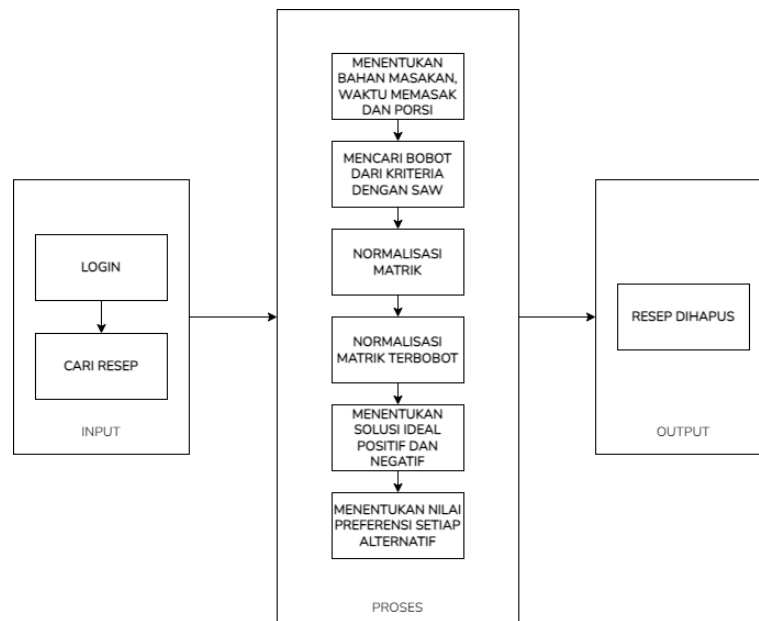 LOGIN
CARI RESEP
INPUT
MENENTUKAN
BAHAN MASAKAN,
WAKTU MEMASAK
DAN PORSI
MENCARI BOBOT
DARI KRITERIA
DENGAN SAW
NORMALISASI
MATRIK
NORMALISASI
MATRIK TERBOBOT
MENENTUKAN
SOLUSI IDEAL
POSITIF DAN
NEGATIF
MENENTUKAN NILAI
PREFERENSI SETIAP
ALTERNATIF
PROSES
RESEP DIHAPUS
OUTPUT